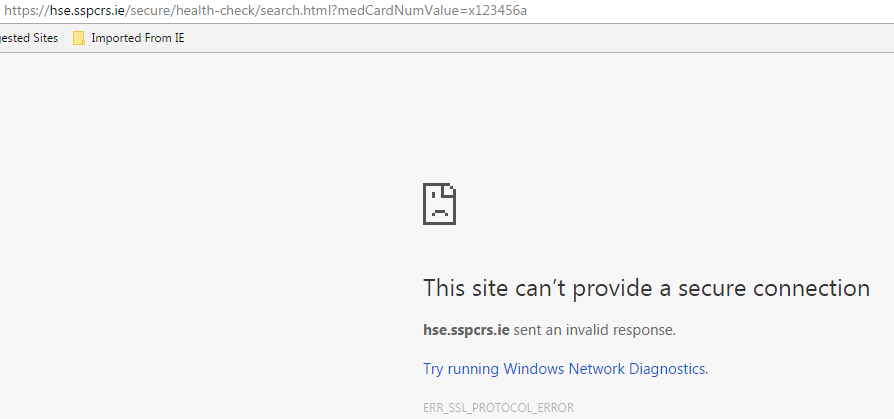 https://hse.sspcrs.ie/secure/health-check/search.html?medCardNumValue=x123456a
ested Sites Imported From IE
This site can’t provide a secure connection
hse.sspcrs.ie sent an invalid response.
Try running Windows Network Diagnostics.
ERR_SSL_PROTOCOL_ERROR